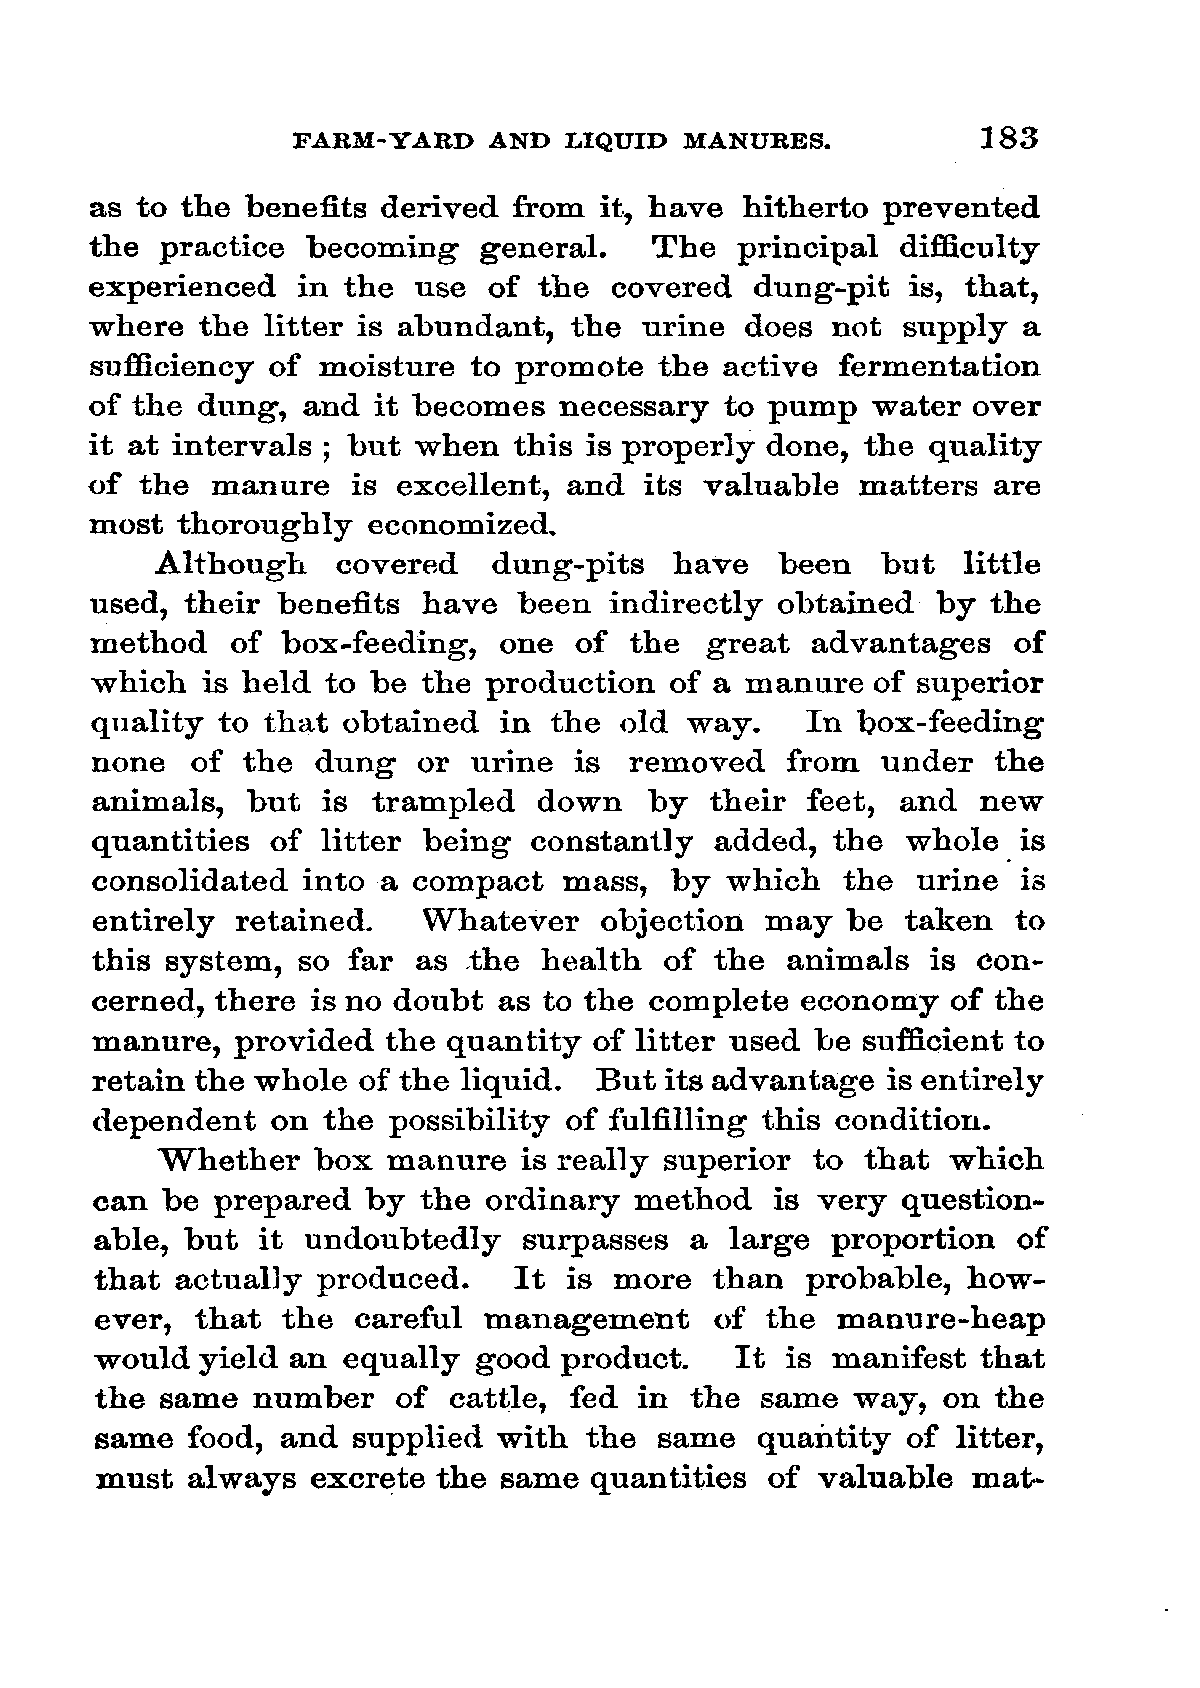 FARM-YARD AND LIQUID MANURES. 183
as to the benefits derived from it, have hitherto prevented
the practice becoming general. The principal difficulty
experienced in the use of the covered dung-pit is, that,
where the litter is abundant, the urine does not supply a
sufficiency of moisture to promote the active fermentation
of the dung, and it becomes necessary to pump water over
it at intervals ; but when this is properly done, the quality
of the manure is excellent, and its valuable matters are
most thoroughly economized.
Although covered dung-pits have been but little
used, their benefits have been indirectly obtained by the
method of box-feeding, one of the great advantages of
which is held to be the production of a manure of superior
quality to that obtained in the old way. In box-feeding
none of the dung or urine is removed from under the
animals, but is trampled down by their feet, and new
quantities of litter being constantly added, the whole is
consolidated into a compact mass, by which the urine is
entirely retained. Whatever objection may be taken to
this system, so far as the health of the animals is con-
cerned, there is no doubt as to the complete economy of the
manure, provided the quantity of litter used be sufficient to
retain the whole of the liquid. But its advantage is entirely
dependent on the possibility of fulfilling this condition.
Whether box manure is really superior to that which
can be prepared by the ordinary method is very question-
able, but it undoubtedly surpasses a large proportion of
that actually produced. It is more than probable, how-
ever, that the careful management of the manure-heap
would yield an equally good product. It is manifest that
the same number of cattle, fed in the same way, on the
same food, and supplied with the same quantity of litter,
must always excrete the same quantities of valuable mat-